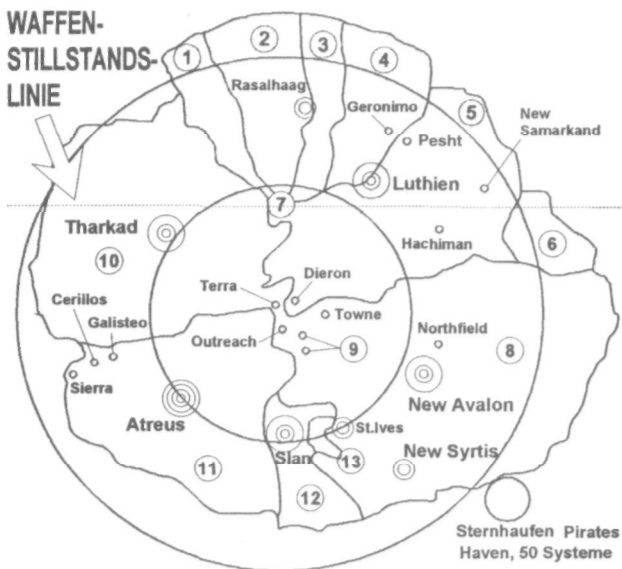 WAFFEN-
STILLSTANDS-
LINIE
1
2
3
4
Rasalhaag
Geronimo
5
New
Samarkand
Pesht
Luthien
7
Tharkad
Hachiman
6
10
Terra
Dieron
Cerillos
Galisteo
Outreach
Towne
9
Northfield
8
Sierra
New Avalon
Atreus
St.Ives
Sian
New Syrtis
11
13
12
Sternhaufen Pirates
Haven, 50 Systeme